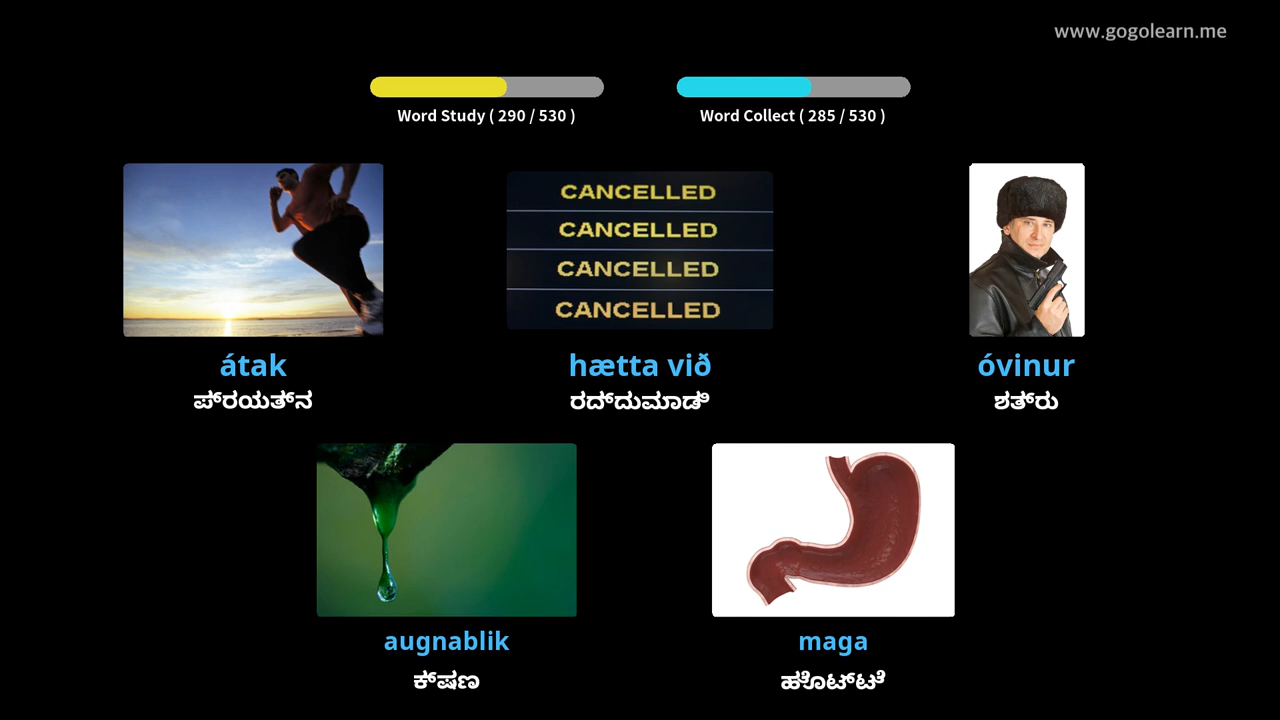 www.gogolearn.me
Word Study ( 290 / 530 )
Word Collect ( 285 / 530 )
CANCELLED
CANCELLED
CANCELLED
CANCELLED
átak
hætta við
óvinur
ಪ್ರಯತ್ನ
ರದ್ದುಮಾಡಿ
ಶತ್ರು
augnablik
maga
ಕ್ಷಣ
ಹೊಟ್ಟೆ